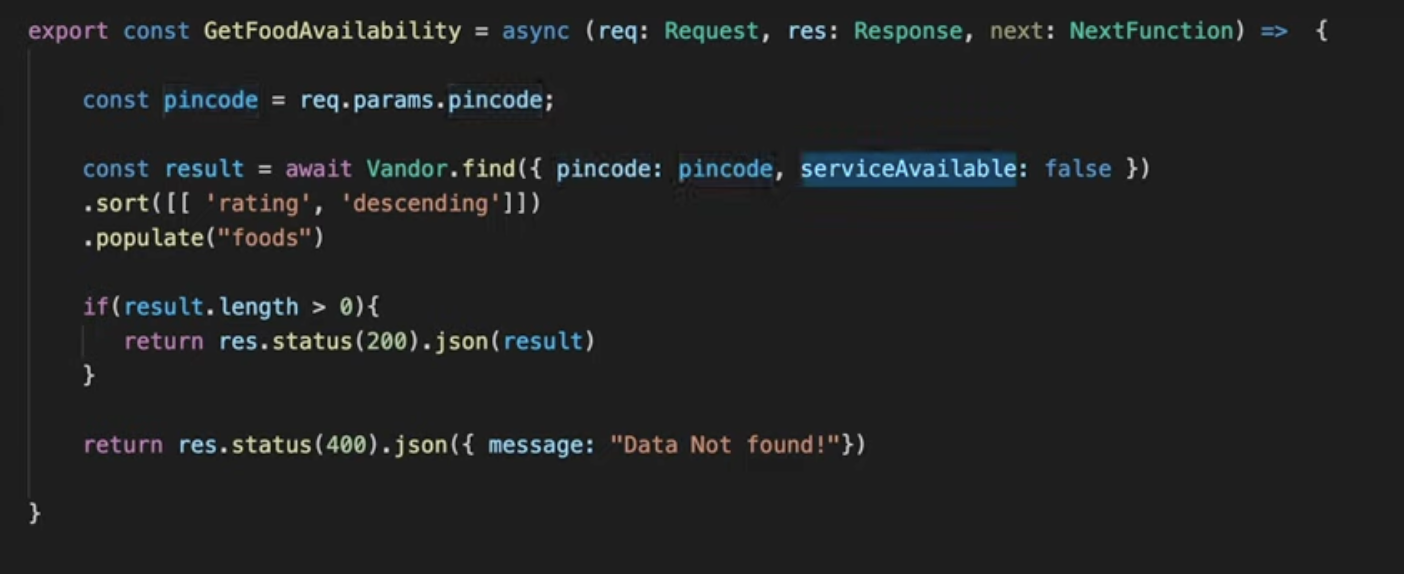 export const GetFoodAvailability = async (req: Request, res: Response, next: NextFunction) => {
const pincode = req.params.pincode;
const result = await Vandor.find({ pincode: pincode, serviceAvailable: false })
.sort([[ 'rating', 'descending']])
.populate("foods")
if(result.length > 0){
return res.status(200).json(result)
}
return res.status(400).json({ message: "Data Not found!"})
}